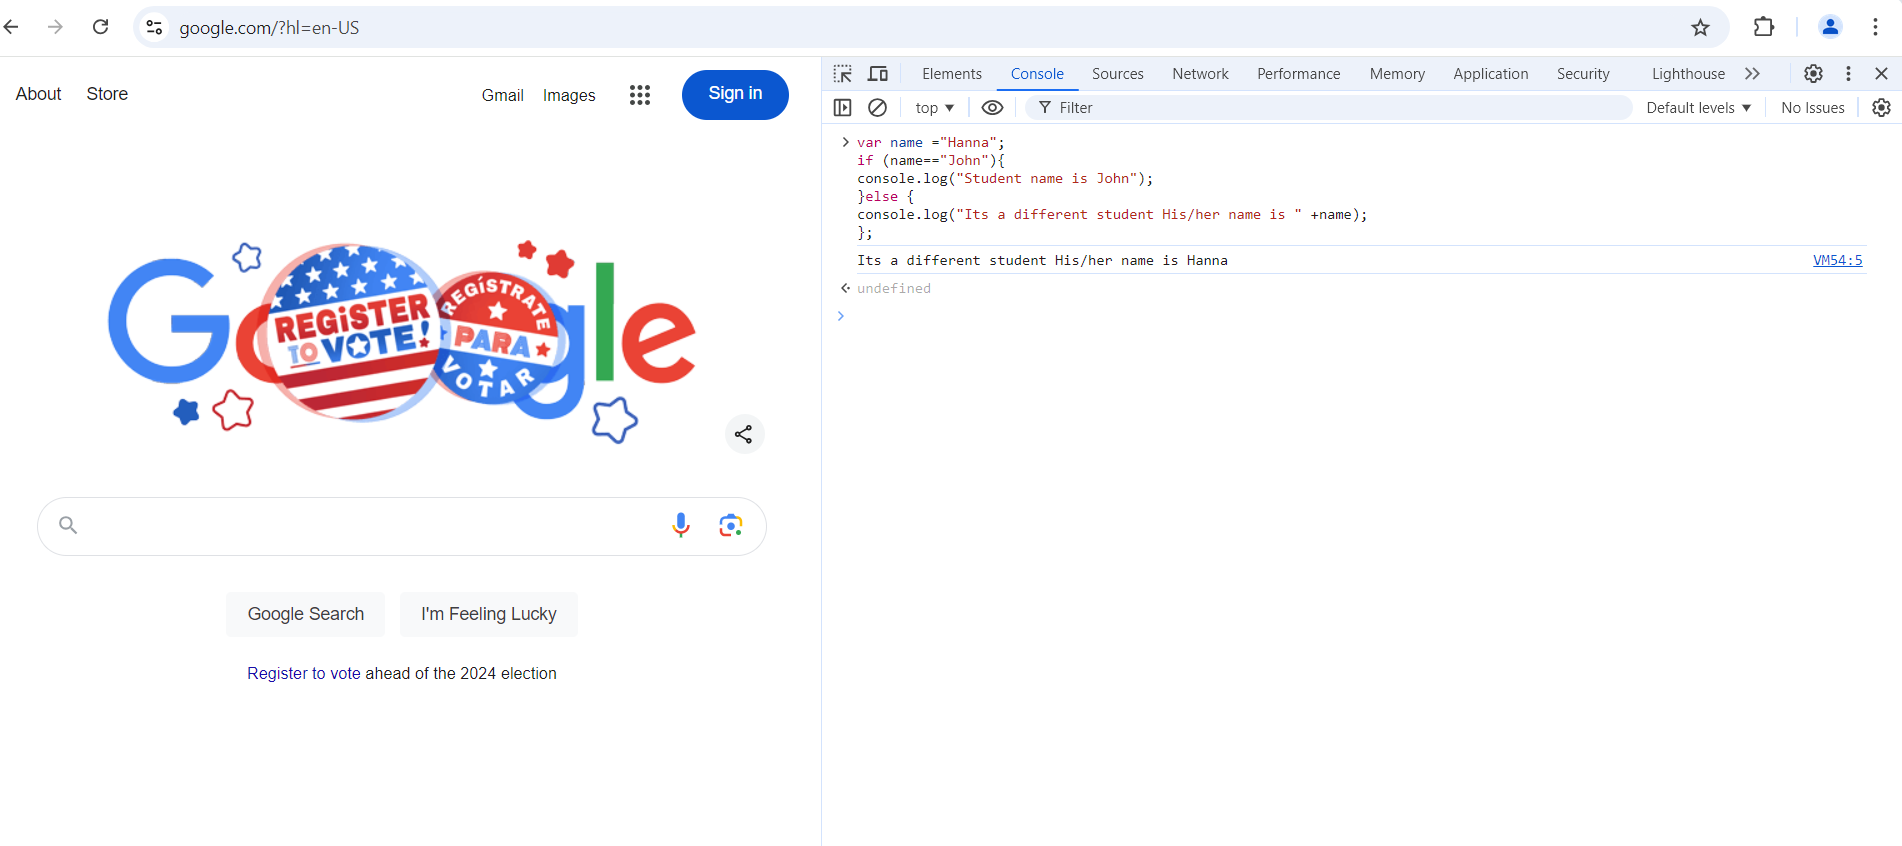 google.com/?hl=en-US
About Store Gmail Images Sign in
Elements Console Sources Network Performance Memory Application Security Lighthouse
top Filter Default levels No Issues
var name ="Hanna";
if (name=="John"){
console.log("Student name is John");
}else {
console.log("Its a different student His/her name is " +name);
};
Its a different student His/her name is Hanna VM54:5
undefined
Google
REGiSTER
TO VOTE!
REGÍSTRATE
PARA
VOTAR
Google Search I'm Feeling Lucky
Register to vote ahead of the 2024 election